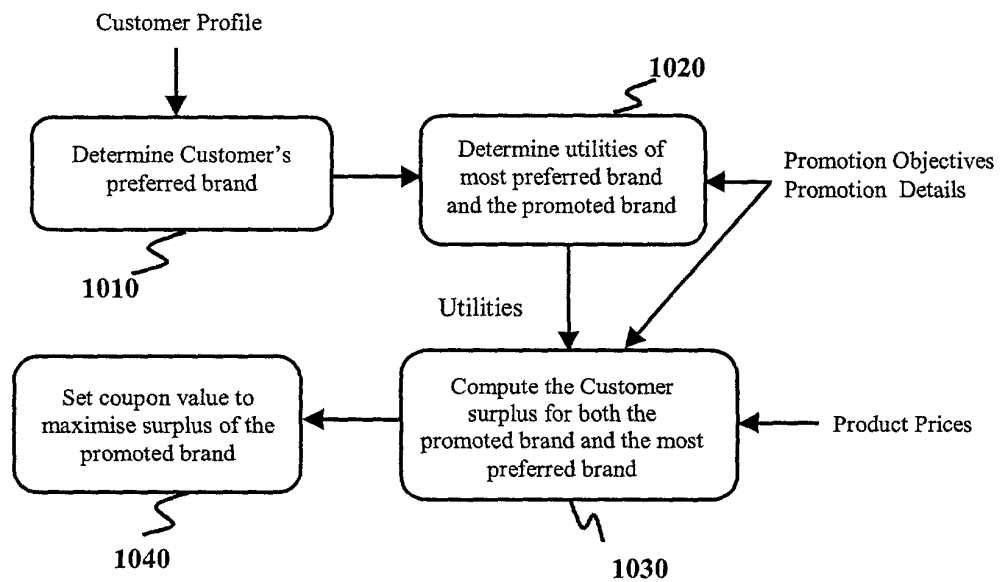 Customer Profile
1020
Determine Customer's
preferred brand
Determine utilities of
most preferred brand
and the promoted brand
Promotion Objectives
Promotion Details
1010
Utilities
Set coupon value to
maximise surplus of the
promoted brand
Compute the Customer
surplus for both the
promoted brand and the most
preferred brand
Product Prices
1040
1030